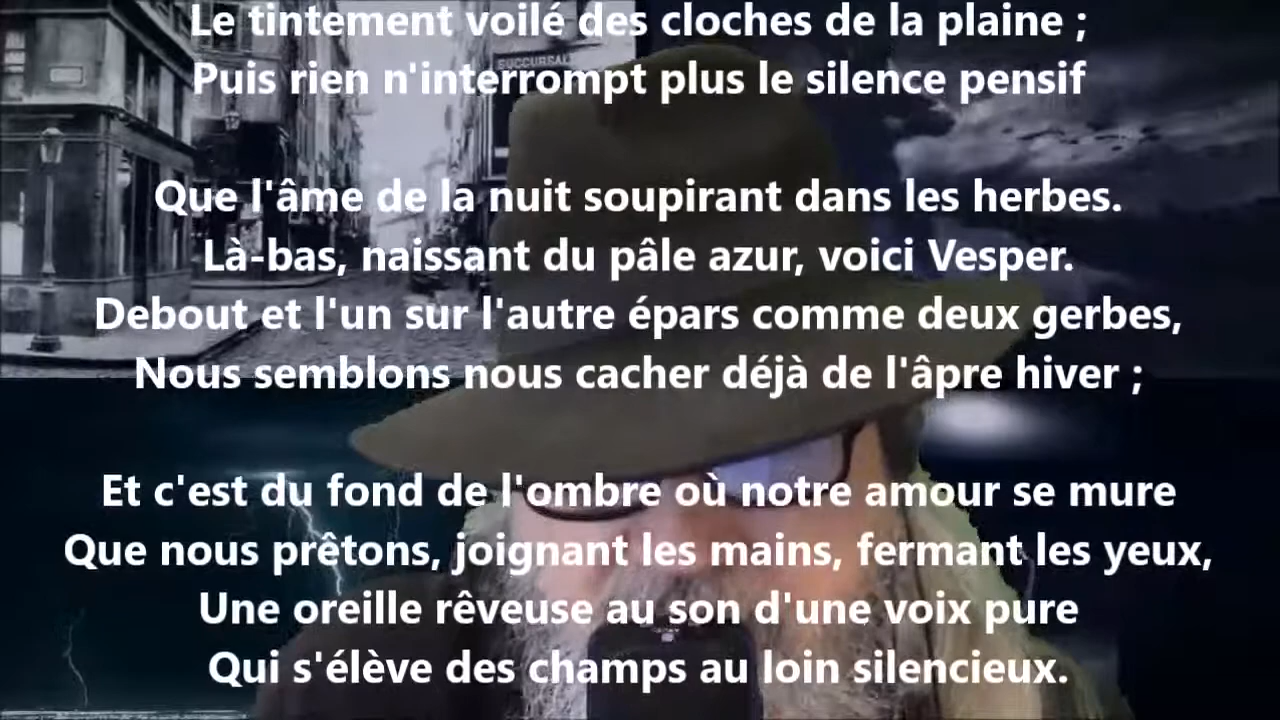 Le tintement voilé des cloches de la plaine ;
SUCCURSAL
Puis rien n'interrompt plus le silence pensif
Que l'âme de la nuit soupirant dans les herbes.
Là-bas, naissant du pâle azur, voici Vesper.
Debout et l'un sur l'autre épars comme deux gerbes,
Nous semblons nous cacher déjà de l'âpre hiver ;
Et c'est du fond de l'ombre où notre amour se mure
Que nous prêtons, joignant les mains, fermant les yeux,
Une oreille rêveuse au son d'une voix pure
Qui s'élève des champs au loin silencieux.